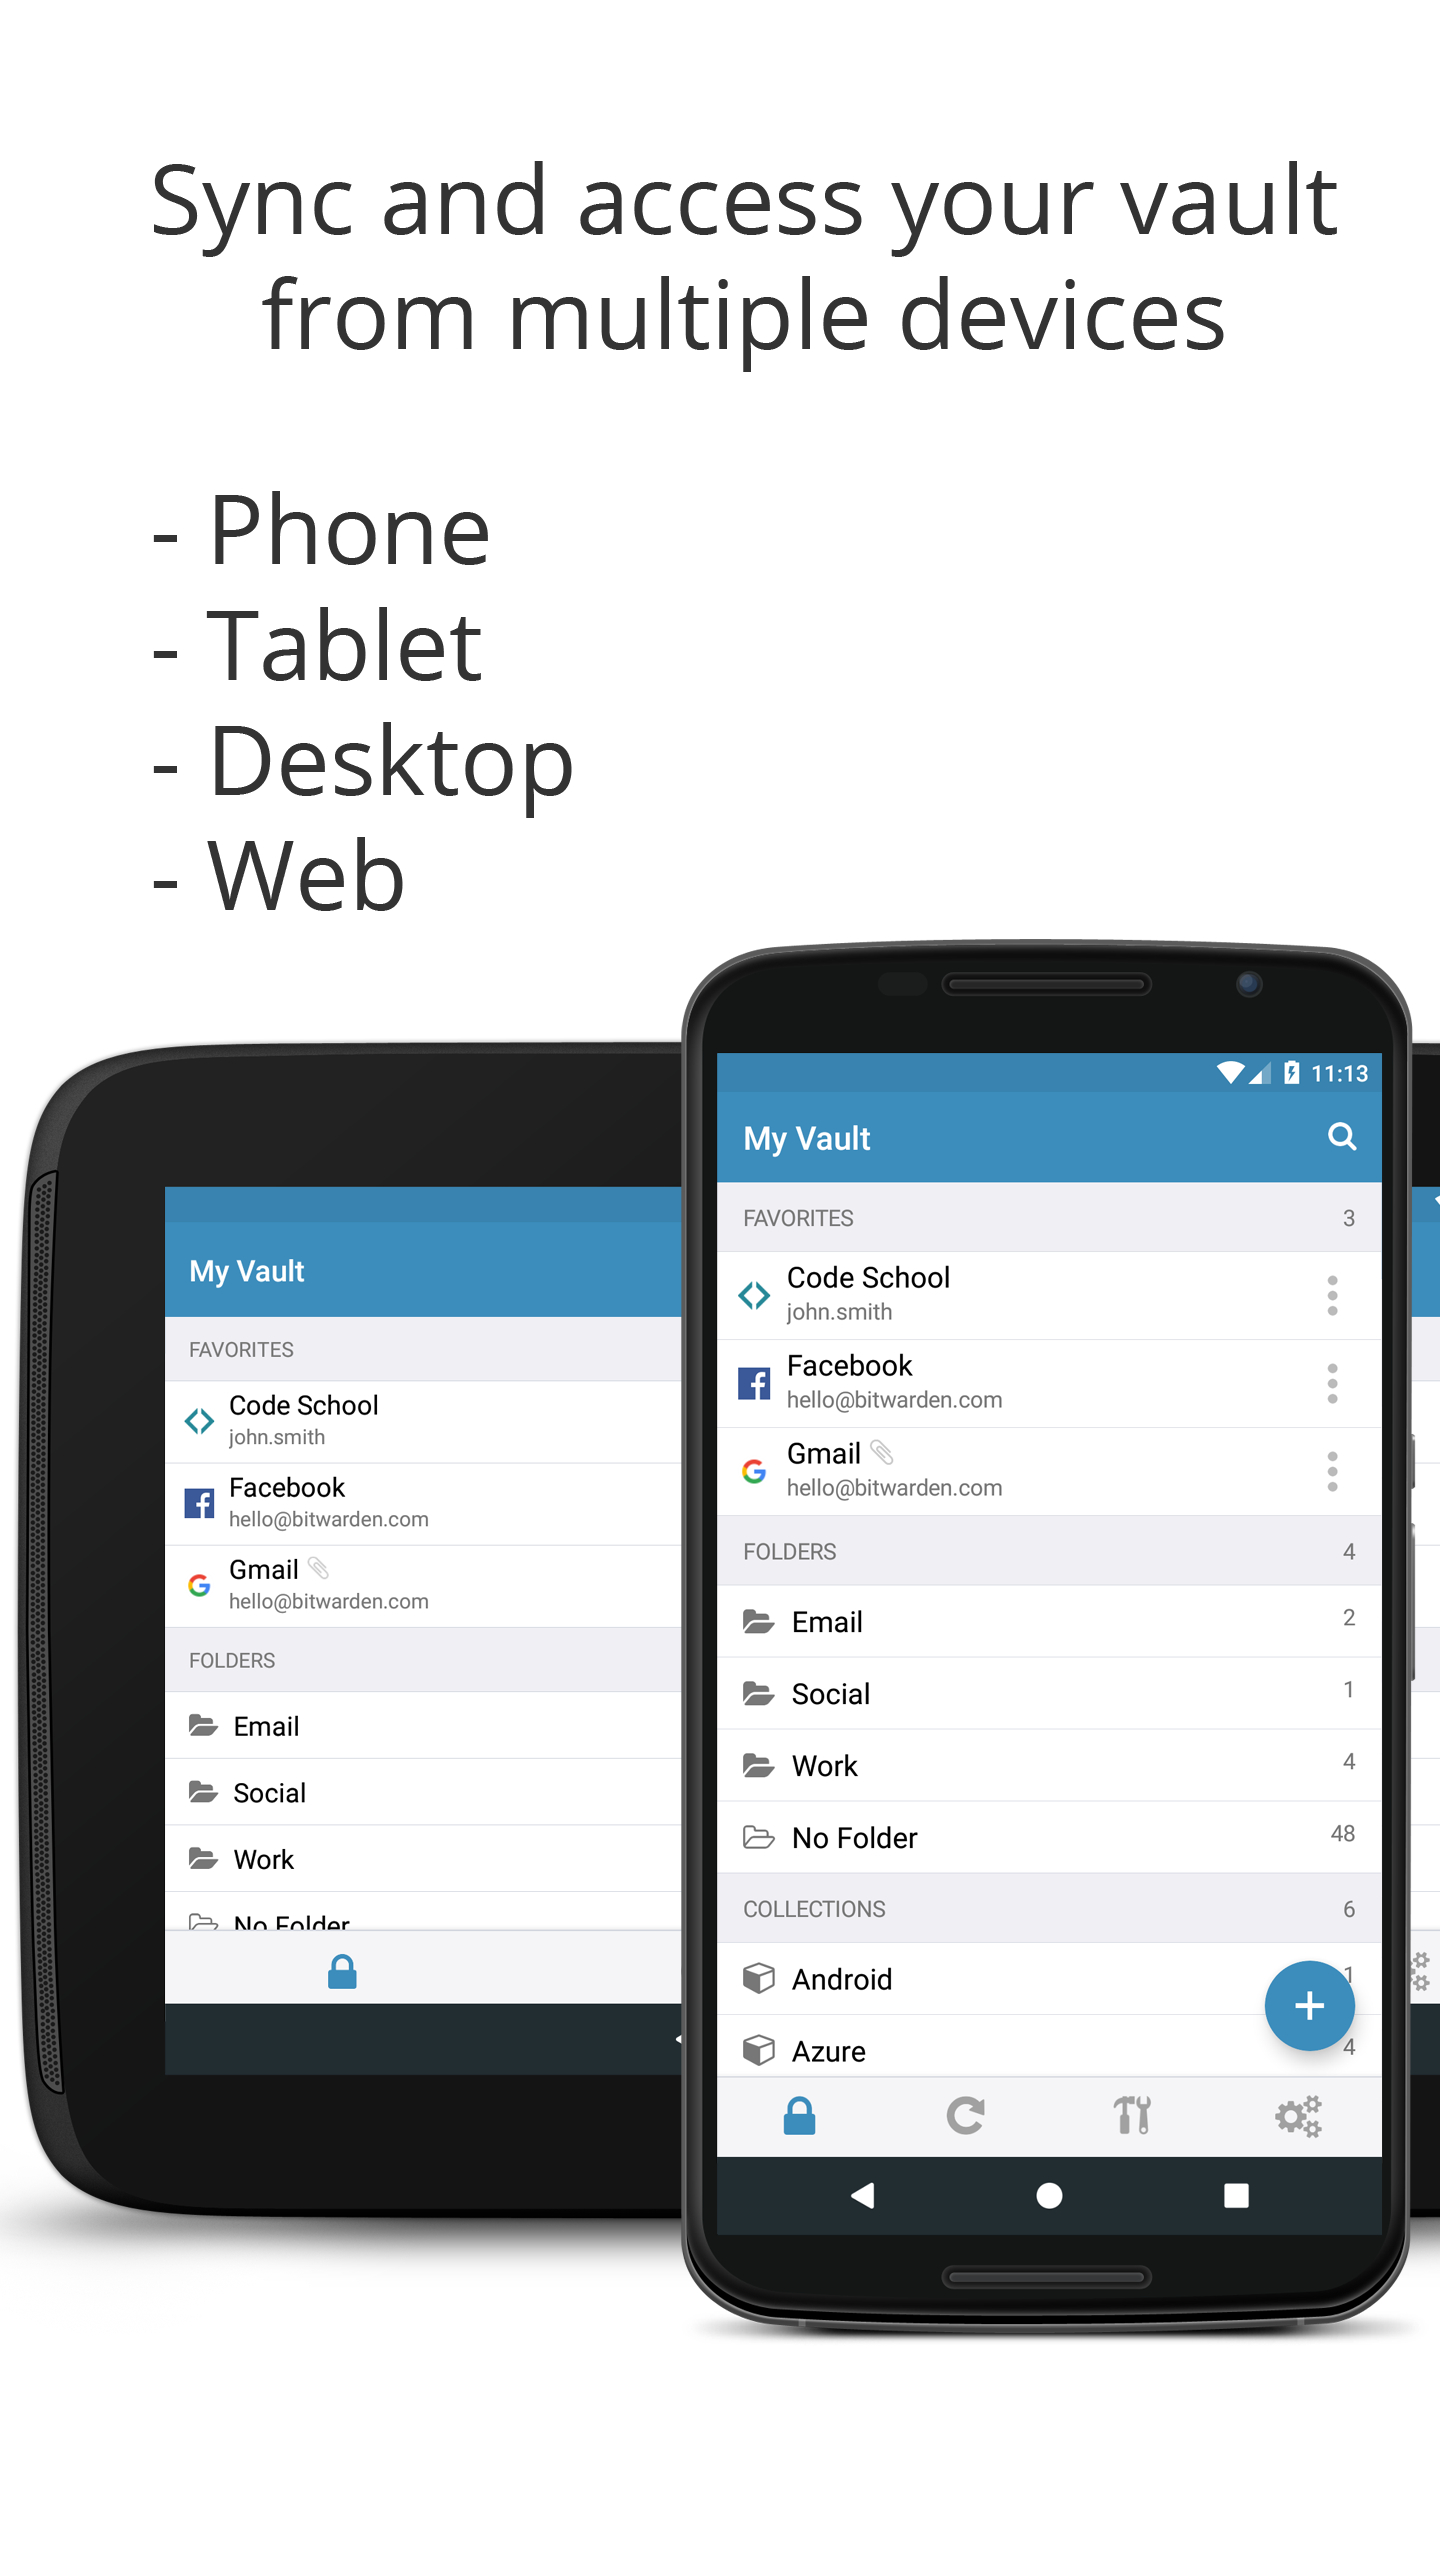 Sync and access your vault
from multiple devices
- Phone
- Tablet
- Desktop
- Web
My Vault
FAVORITES
Code School
john.smith
Facebook
hello@bitwarden.com
Gmail
hello@bitwarden.com
FOLDERS
Email
Social
Work
No Folder
11:13
My Vault
FAVORITES 3
Code School
john.smith
Facebook
hello@bitwarden.com
Gmail
hello@bitwarden.com
FOLDERS 4
Email 2
Social 1
Work 4
No Folder 48
COLLECTIONS 6
Android 1
Azure 4